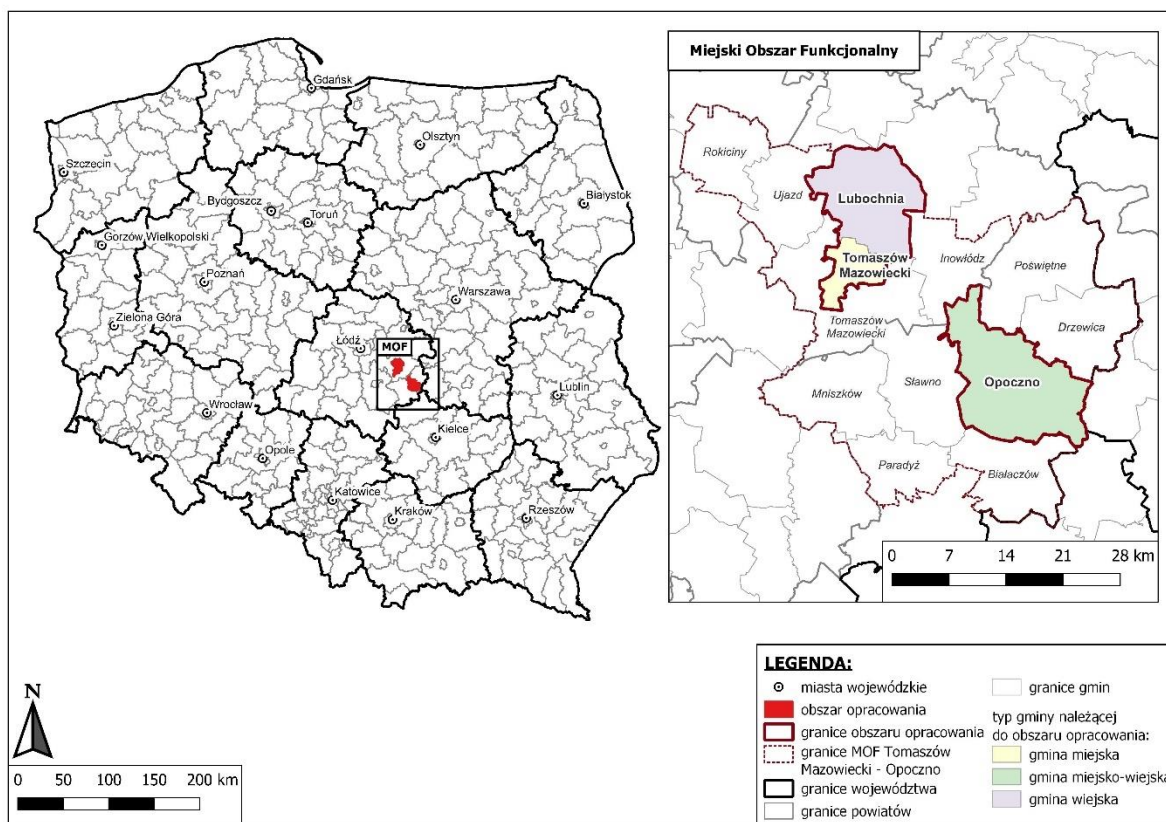 Gdańsk
Olsztyn
Szczecin
Białystok
Bydgoszcz
Toruń
Gorzów Wielkopolski
Poznań
Warszawa
Zielona Góra
Łódź
MOF
Lublin
Wrocław
Kielce
Opole
Katowice
Kraków
Rzeszów
N
0 50 100 150 200 km
Miejski Obszar Funkcjonalny
Rokiciny
Ujazd
Lubochnia
Tomaszów
Mazowiecki
Inowłódz
Poświętne
Tomaszów
Mazowiecki
Drzewica
Sławno
Opoczno
Mniszków
Paradyż
Białaczów
0 7 14 21 28 km
LEGENDA:
miasta wojewódzkie
obszar opracowania
granice obszaru opracowania
granice MOF Tomaszów
Mazowiecki - Opoczno
granice województwa
granice powiatów
granice gmin
typ gminy należącej
do obszaru opracowania:
gmina miejska
gmina miejsko-wiejska
gmina wiejska